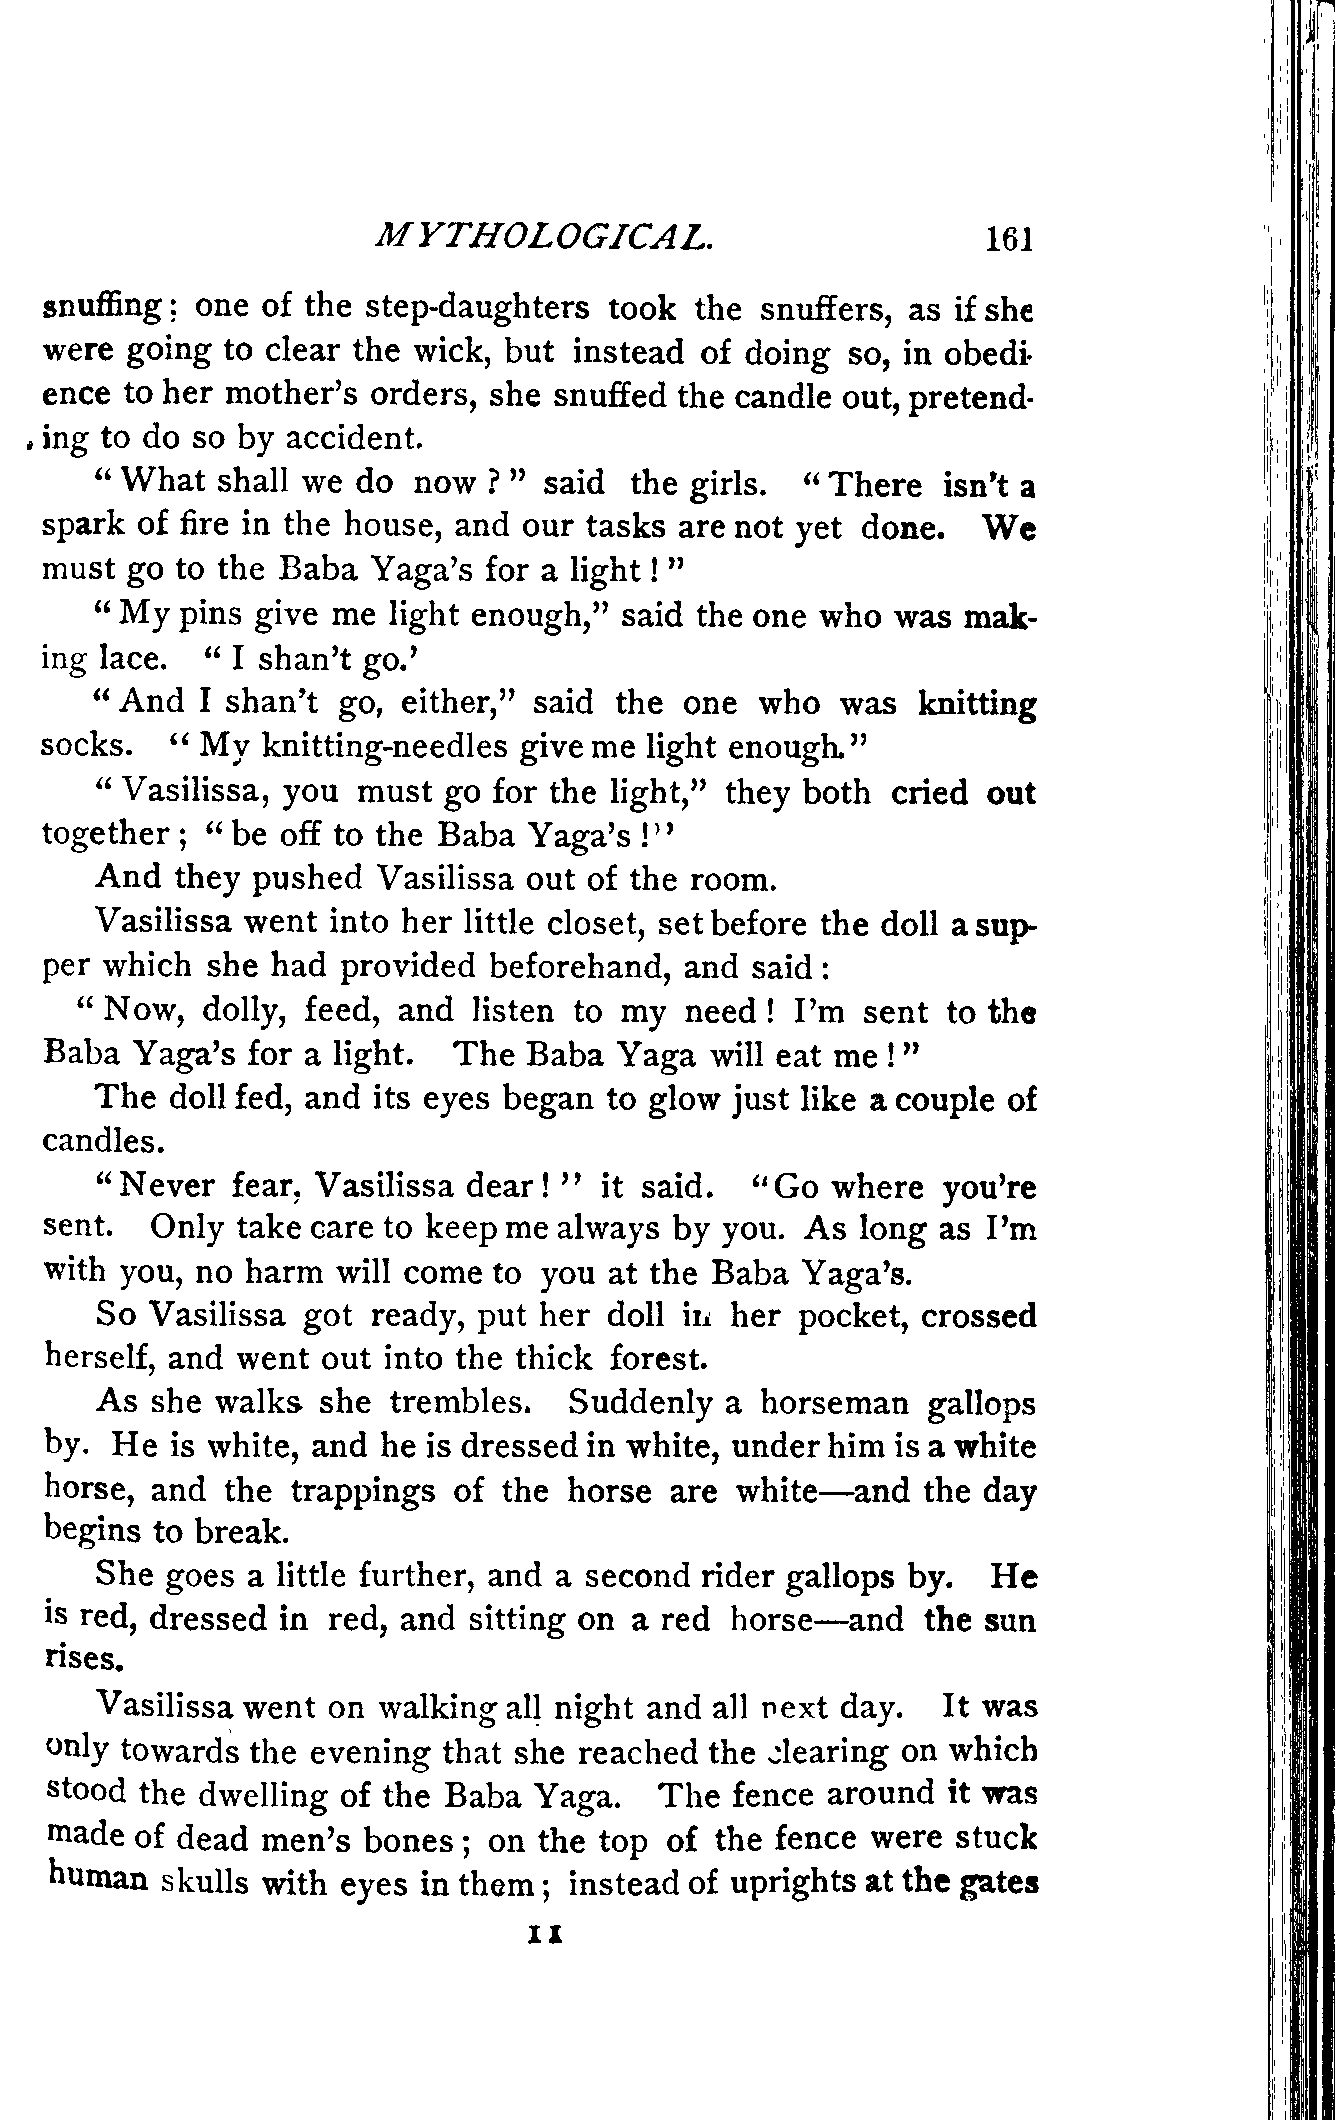 MYTHOLOGICAL. 161
snuffing; one of the step-daughters took the snuffers, as if she
were going to clear the wick, but instead of doing so, in obedi-
ence to her mother's orders, she snuffed the candle out, pretend-
ing to do so by accident.
"What shall we do now?" said the girls. "There isn't a
spark of fire in the house, and our tasks are not yet done. We
must go to the Baba Yaga's for a light!"
"My pins give me light enough," said the one who was mak-
ing lace. "I shan't go.'
"And I shan't go, either," said the one who was knitting
socks. "My knitting-needles give me light enough."
"Vasilissa, you must go for the light," they both cried out
together; "be off to the Baba Yaga's!"
And they pushed Vasilissa out of the room.
Vasilissa went into her little closet, set before the doll a sup-
per which she had provided beforehand, and said:
"Now, dolly, feed, and listen to my need! I'm sent to the
Baba Yaga's for a light. The Baba Yaga will eat me!"
The doll fed, and its eyes began to glow just like a couple of
candles.
"Never fear, Vasilissa dear!" it said. "Go where you're
sent. Only take care to keep me always by you. As long as I'm
with you, no harm will come to you at the Baba Yaga's.
So Vasilissa got ready, put her doll in her pocket, crossed
herself, and went out into the thick forest.
As she walks she trembles. Suddenly a horseman gallops
by. He is white, and he is dressed in white, under him is a white
horse, and the trappings of the horse are white—and the day
begins to break.
She goes a little further, and a second rider gallops by. He
is red, dressed in red, and sitting on a red horse—and the sun
rises.
Vasilissa went on walking all night and all next day. It was
only towards the evening that she reached the clearing on which
stood the dwelling of the Baba Yaga. The fence around it was
made of dead men's bones; on the top of the fence were stuck
human skulls with eyes in them; instead of uprights at the gates
11